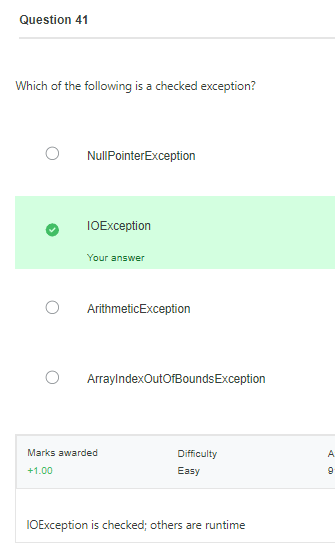 Question 41
Which of the following is a checked exception?
NullPointerException
IOException
Your answer
ArithmeticException
ArrayIndexOutOfBoundsException
Marks awarded
Difficulty
A
+1.00
Easy
9
IOException is checked; others are runtime